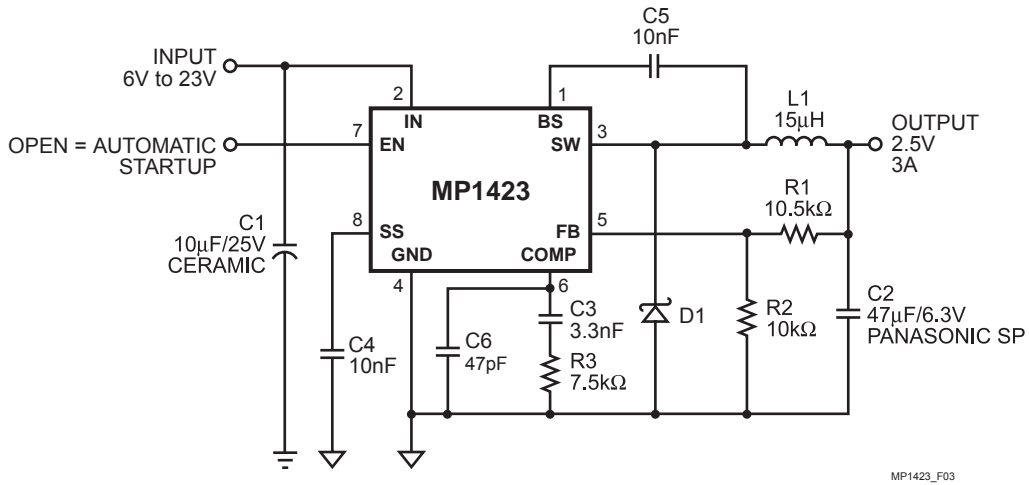 INPUT
6V to 23V
OPEN = AUTOMATIC
STARTUP
C5
10nF
2
1
IN
BS
7
EN
SW
3
L1
15µH
OUTPUT
2.5V
3A
MP1423
R1
10.5kΩ
8
SS
FB
5
GND
COMP
4
6
C1
10µF/25V
CERAMIC
C4
10nF
C6
47pF
C3
3.3nF
R3
7.5kΩ
D1
R2
10kΩ
C2
47µF/6.3V
PANASONIC SP
MP1423_F03